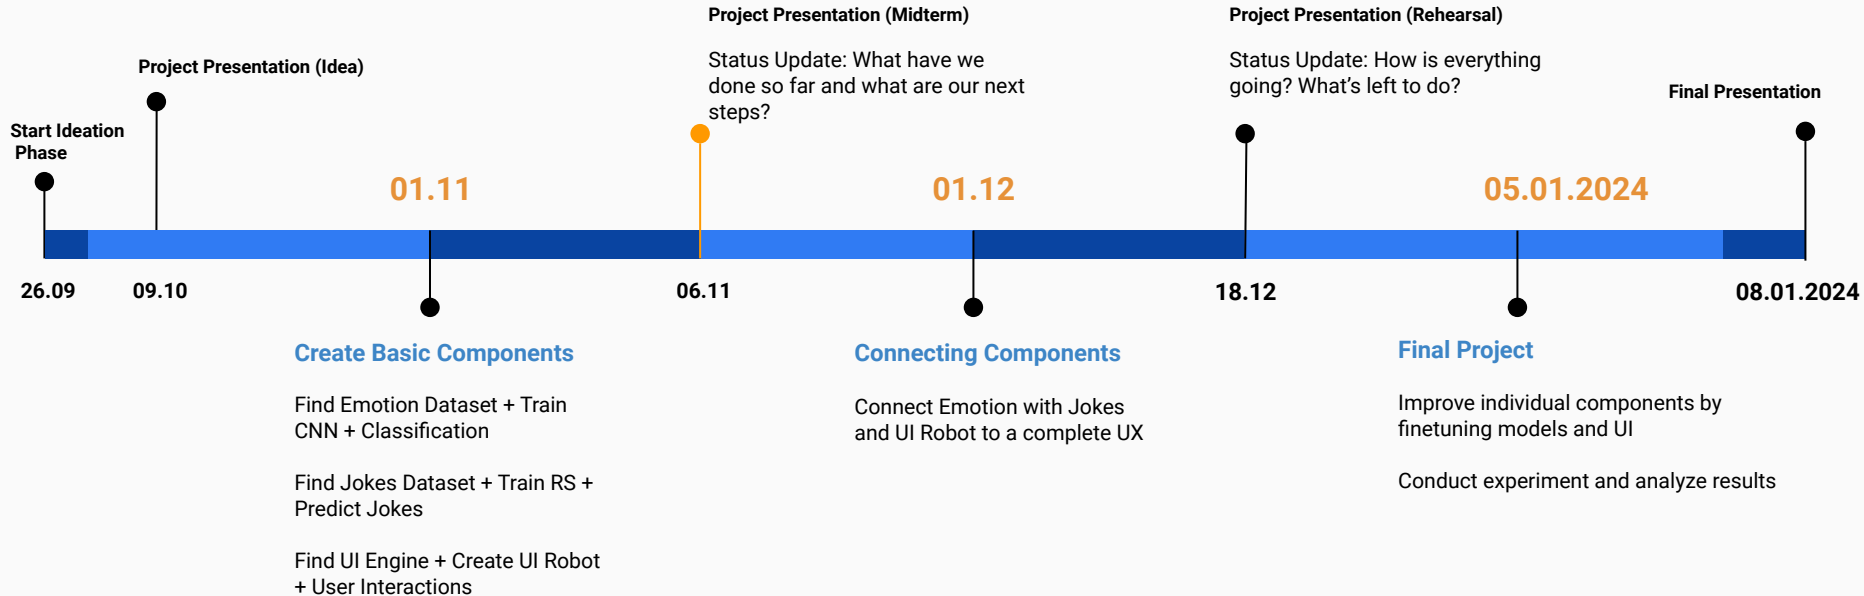 Project Presentation (Midterm)
Status Update: What have we
done so far and what are our next
steps?
Project Presentation (Rehearsal)
Status Update: How is everything
going? What’s left to do?
Project Presentation (Idea)
Final Presentation
Start Ideation
Phase
01.11
01.12
05.01.2024
26.09
09.10
06.11
18.12
08.01.2024
Create Basic Components
Find Emotion Dataset + Train
CNN + Classification
Find Jokes Dataset + Train RS +
Predict Jokes
Find UI Engine + Create UI Robot
+ User Interactions
Connecting Components
Connect Emotion with Jokes
and UI Robot to a complete UX
Final Project
Improve individual components by
finetuning models and UI
Conduct experiment and analyze results